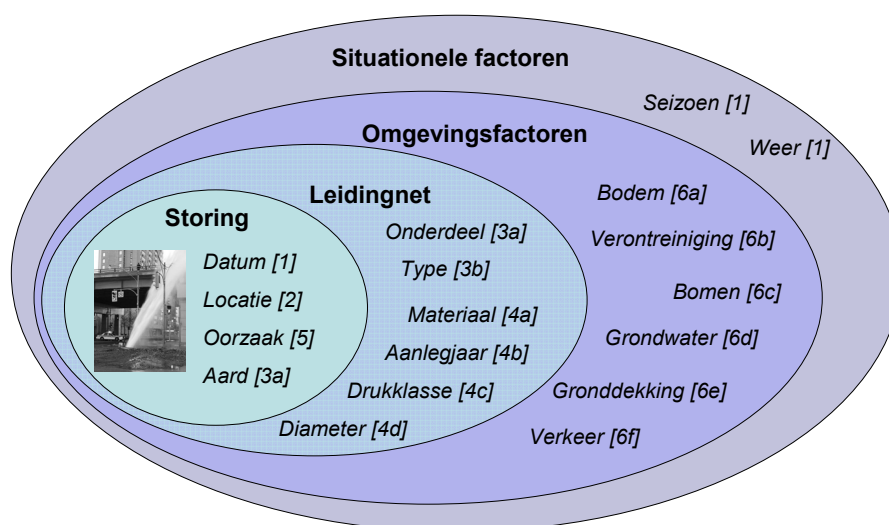 Situationele factoren
Seizoen [1]
Weer [1]
Omgevingsfactoren
Bodem [6a]
Verontreiniging [6b]
Bomen [6c]
Grondwater [6d]
Gronddekking [6e]
Verkeer [6f]
Leidingnet
Onderdeel [3a]
Type [3b]
Materiaal [4a]
Aanlegjaar [4b]
Drukklasse [4c]
Diameter [4d]
Storing
Datum [1]
Locatie [2]
Oorzaak [5]
Aard [3a]